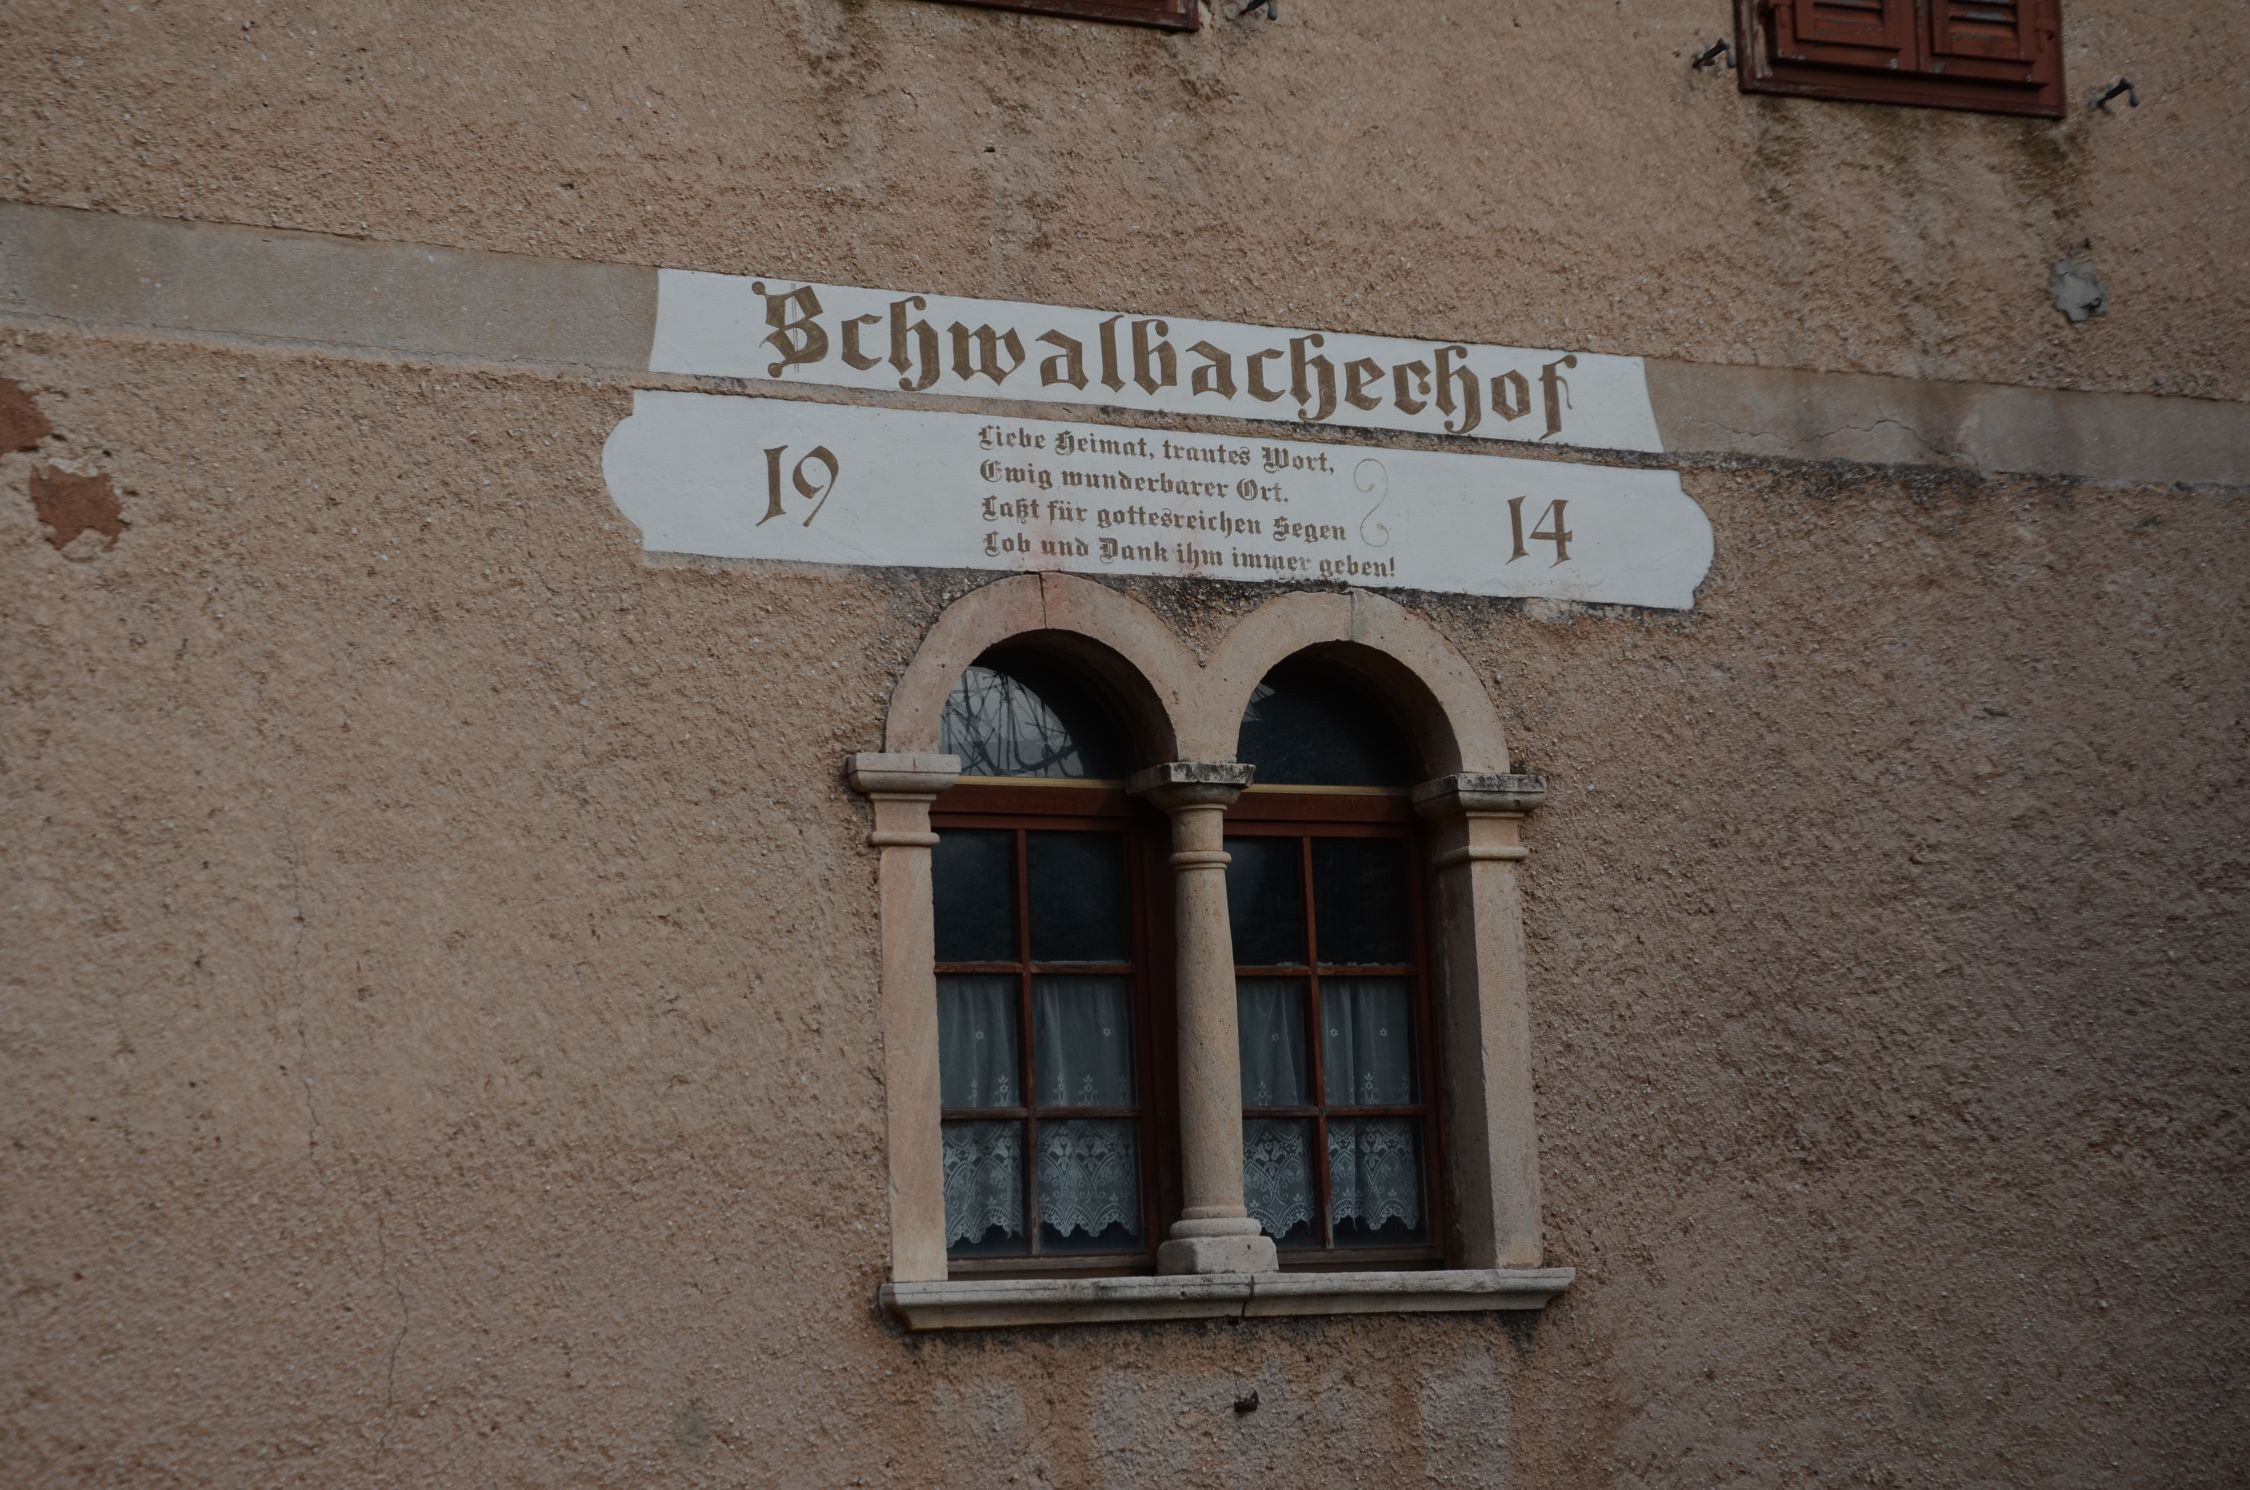 Schwalbacherhof
19 14
Liebe Heimat, trautes Wort,
Ewig wunderbarer Ort.
Laßt für gottesreichen Segen
Lob und Dank ihm immer geben!